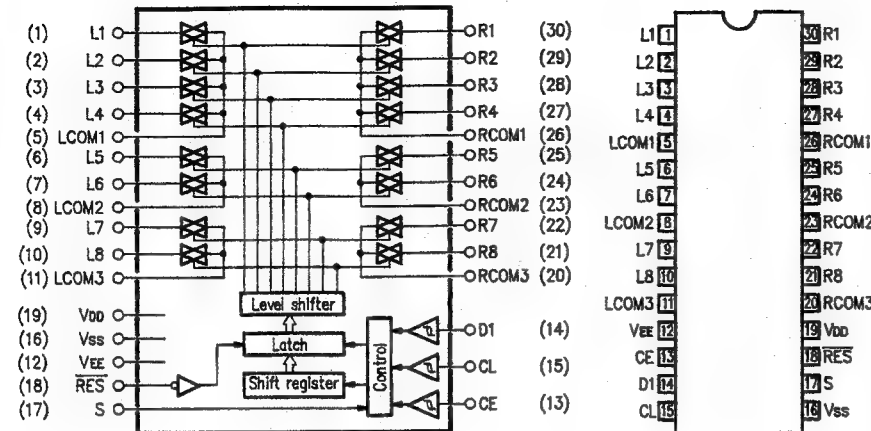 (1) L1 R1 (30)
(2) L2 R2 (29)
(3) L3 R3 (28)
(4) L4 R4 (27)
(5) LCOM1 RCOM1 (26)
(6) L5 R5 (25)
(7) L6 R6 (24)
(8) LCOM2 RCOM2 (23)
(9) L7 R7 (22)
(10) L8 R8 (21)
(11) LCOM3 RCOM3 (20)
Level shifter
(19) VDD
D1 (14)
(16) VSS
Latch
(12) VEE
Control
CL (15)
(18) RES
Shift register
(17) S
CE (13)
L1 1 30 R1
L2 2 29 R2
L3 3 28 R3
L4 4 27 R4
LCOM1 5 26 RCOM1
L5 6 25 R5
L6 7 24 R6
LCOM2 8 23 RCOM2
L7 9 22 R7
L8 10 21 R8
LCOM3 11 20 RCOM3
VEE 12 19 VDD
CE 13 18 RES
D1 14 17 S
CL 15 16 VSS